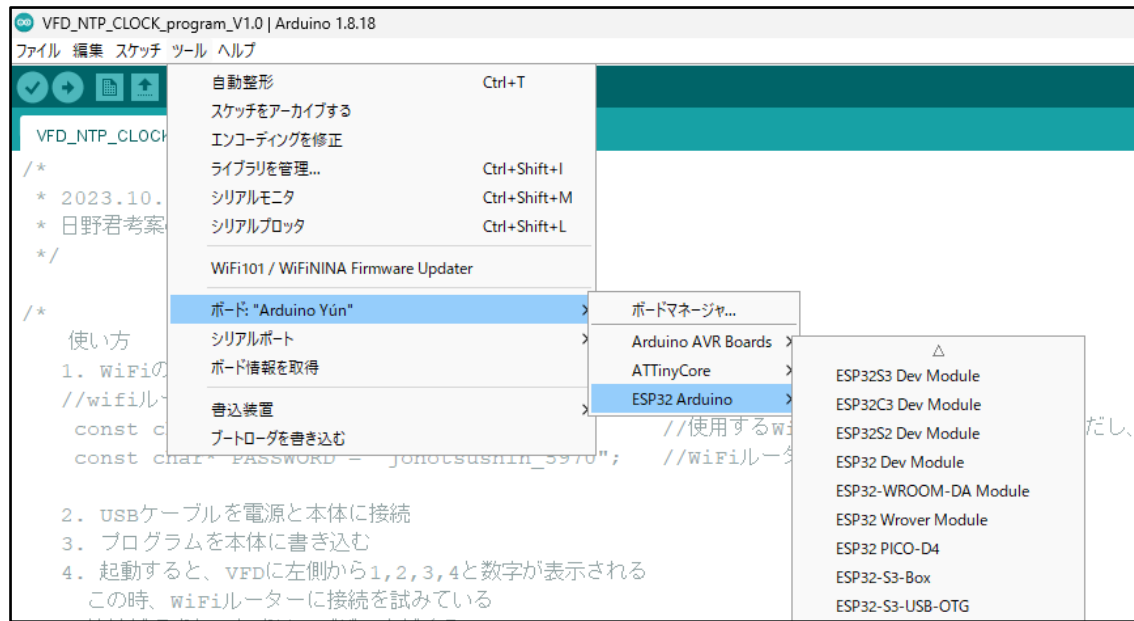 VFD_NTP_CLOCK_program_V1.0 | Arduino 1.8.18
ファイル 編集 スケッチ ツール ヘルプ
自動整形 Ctrl+T
スケッチをアーカイブする
VFD_NTP_CLOCK
エンコーディングを修正
/*
ライブラリを管理... Ctrl+Shift+I
* 2023.10.
シリアルモニタ Ctrl+Shift+M
* 日野君考案
シリアルプロッタ Ctrl+Shift+L
*/
WiFi101 / WiFiNINA Firmware Updater
/*
ボード: "Arduino Yún"
シリアルポート
ボード情報を取得
書込装置
ブートローダを書き込む
ボードマネージャ...
Arduino AVR Boards
ATTinyCore
ESP32 Arduino
ESP32S3 Dev Module
ESP32C3 Dev Module
ESP32S2 Dev Module
ESP32 Dev Module
ESP32-WROOM-DA Module
ESP32 Wrover Module
ESP32 PICO-D4
ESP32-S3-Box
ESP32-S3-USB-OTG
使い方
1. WiFiの
//wifiル
const c //使用するWi だし、
const char* PASSWORD = "johotsushin_5970"; //WiFiルー
2. USBケーブルを電源と本体に接続
3. プログラムを本体に書き込む
4. 起動すると、VFDに左側から1,2,3,4と数字が表示される
この時、WiFiルーターに接続を試みている